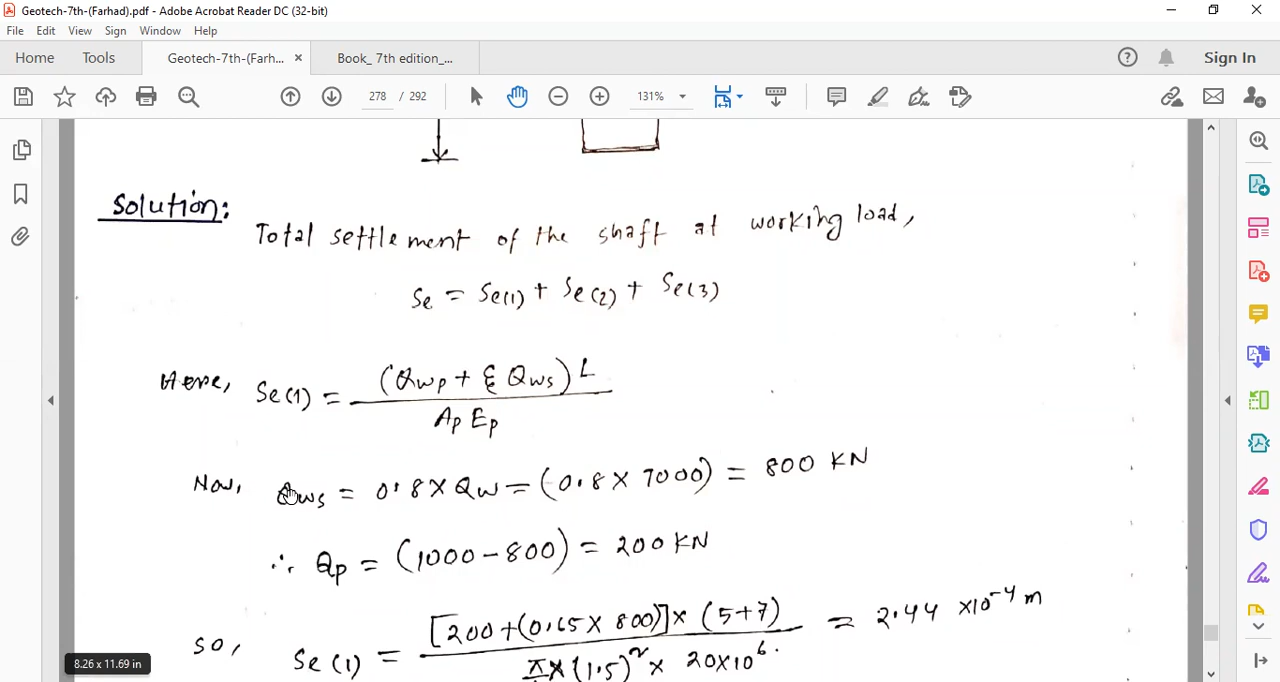 Geotech-7th-(Farhad).pdf - Adobe Acrobat Reader DC (32-bit)
File Edit View Sign Window Help
Home Tools Geotech-7th-(Farh... × Book_ 7th edition_... Sign In
278 / 292 131%
Solution:
Total settlement of the shaft at working load,
Se = Se(1) + Se(2) + Se(3)
Here, Se(1) = (Qwp + ξ Qws) L / Ap Ep
Now, Qws = 0.8 × Qw = (0.8 × 7000) = 800 KN
∴ Qp = (1000 - 800) = 200 KN
So, Se(1) = [200 + (0.65 × 800)] × (5+7) / × (1.5)² × 20×10⁶ = 2.44 ×10⁻⁴ m
8.26 x 11.69 in